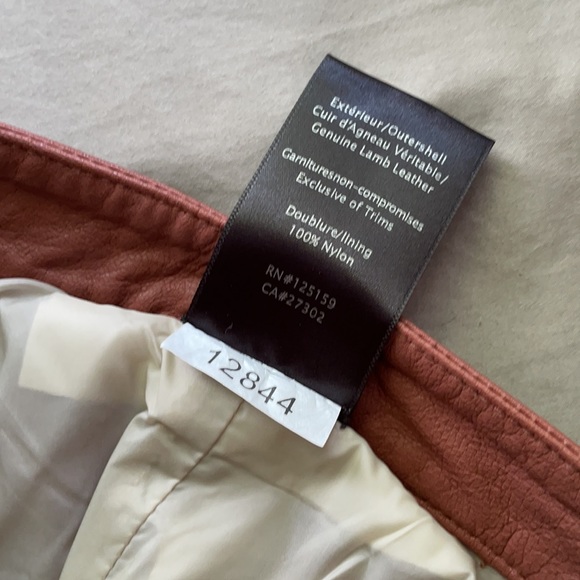 Extérieur/Outershell
Cuir d'Agneau Véritable/
Genuine Lamb Leather
Garnituresnon-compromises
Exclusive of Trims
Doublure/lining
100% Nylon
RN#125159
CA#27302
12844